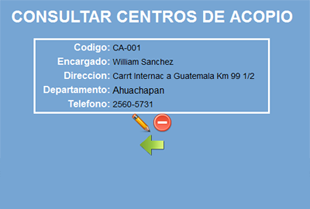 CONSULTAR CENTROS DE ACOPIO
Codigo: CA-001
Encargado: William Sanchez
Direccion: Carrt Internac a Guatemala Km 99 1/2
Departamento: Ahuachapan
Telefono: 2560-5731